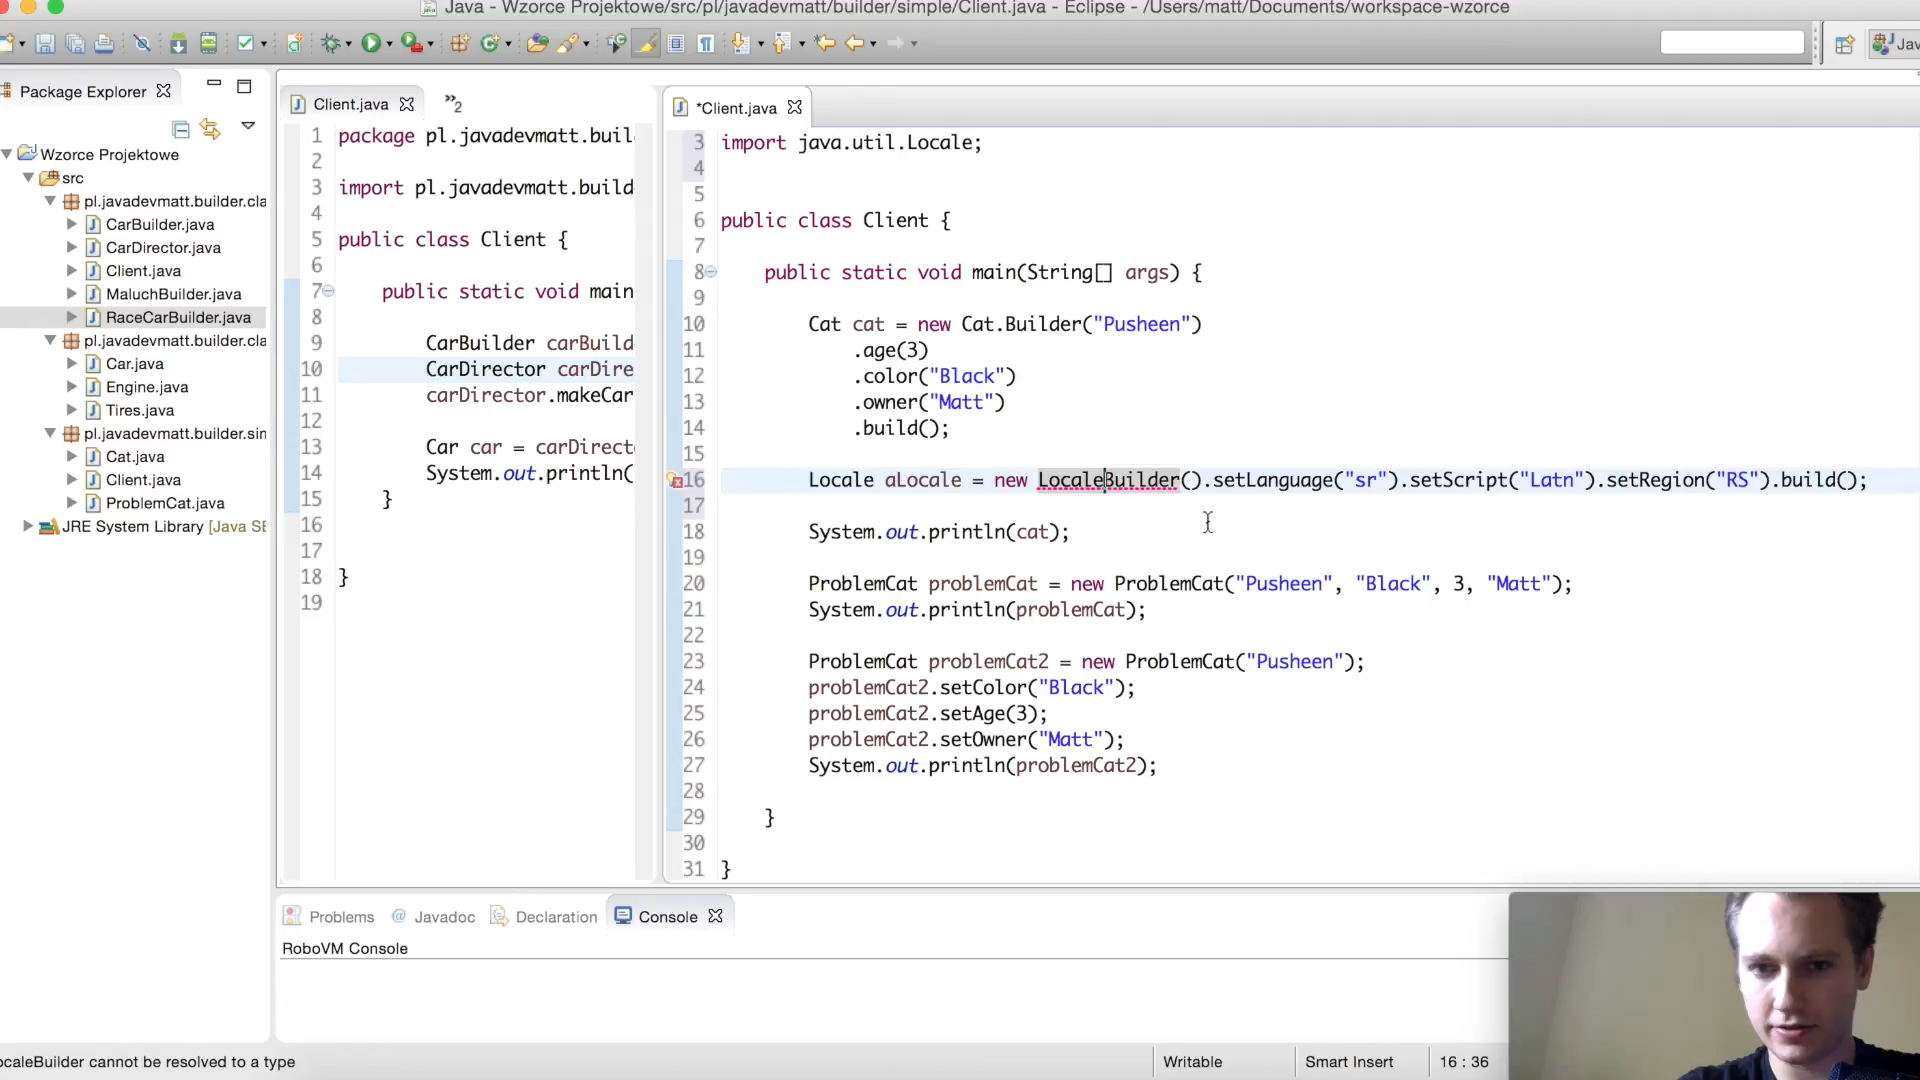 Java - Wzorce Projektowe/src/pl/javadevmatt/builder/simple/Client.java - Eclipse - /Users/matt/Documents/workspace-wzorce
Jav
Package Explorer
Wzorce Projektowe
src
pl.javadevmatt.builder.cla
CarBuilder.java
CarDirector.java
Client.java
MaluchBuilder.java
RaceCarBuilder.java
pl.javadevmatt.builder.cla
Car.java
Engine.java
Tires.java
pl.javadevmatt.builder.sin
Cat.java
Client.java
ProblemCat.java
JRE System Library [Java SE
Client.java
»2
1 package pl.javadevmatt.buil
2
3 import pl.javadevmatt.build
4
5 public class Client {
6
7 public static void main
8
9 CarBuilder carBuild
10 CarDirector carDire
11 carDirector.makeCar
12
13 Car car = carDirect
14 System.out.println(
15 }
16
17
18 }
19
*Client.java
3 import java.util.Locale;
4
5
6 public class Client {
7
8 public static void main(String[] args) {
9
10 Cat cat = new Cat.Builder("Pusheen")
11 .age(3)
12 .color("Black")
13 .owner("Matt")
14 .build();
15
16 Locale aLocale = new LocaleBuilder().setLanguage("sr").setScript("Latn").setRegion("RS").build();
17
18 System.out.println(cat);
19
20 ProblemCat problemCat = new ProblemCat("Pusheen", "Black", 3, "Matt");
21 System.out.println(problemCat);
22
23 ProblemCat problemCat2 = new ProblemCat("Pusheen");
24 problemCat2.setColor("Black");
25 problemCat2.setAge(3);
26 problemCat2.setOwner("Matt");
27 System.out.println(problemCat2);
28
29 }
30
31 }
Problems @ Javadoc Declaration Console
RoboVM Console
ocaleBuilder cannot be resolved to a type
Writable
Smart Insert
16 : 36